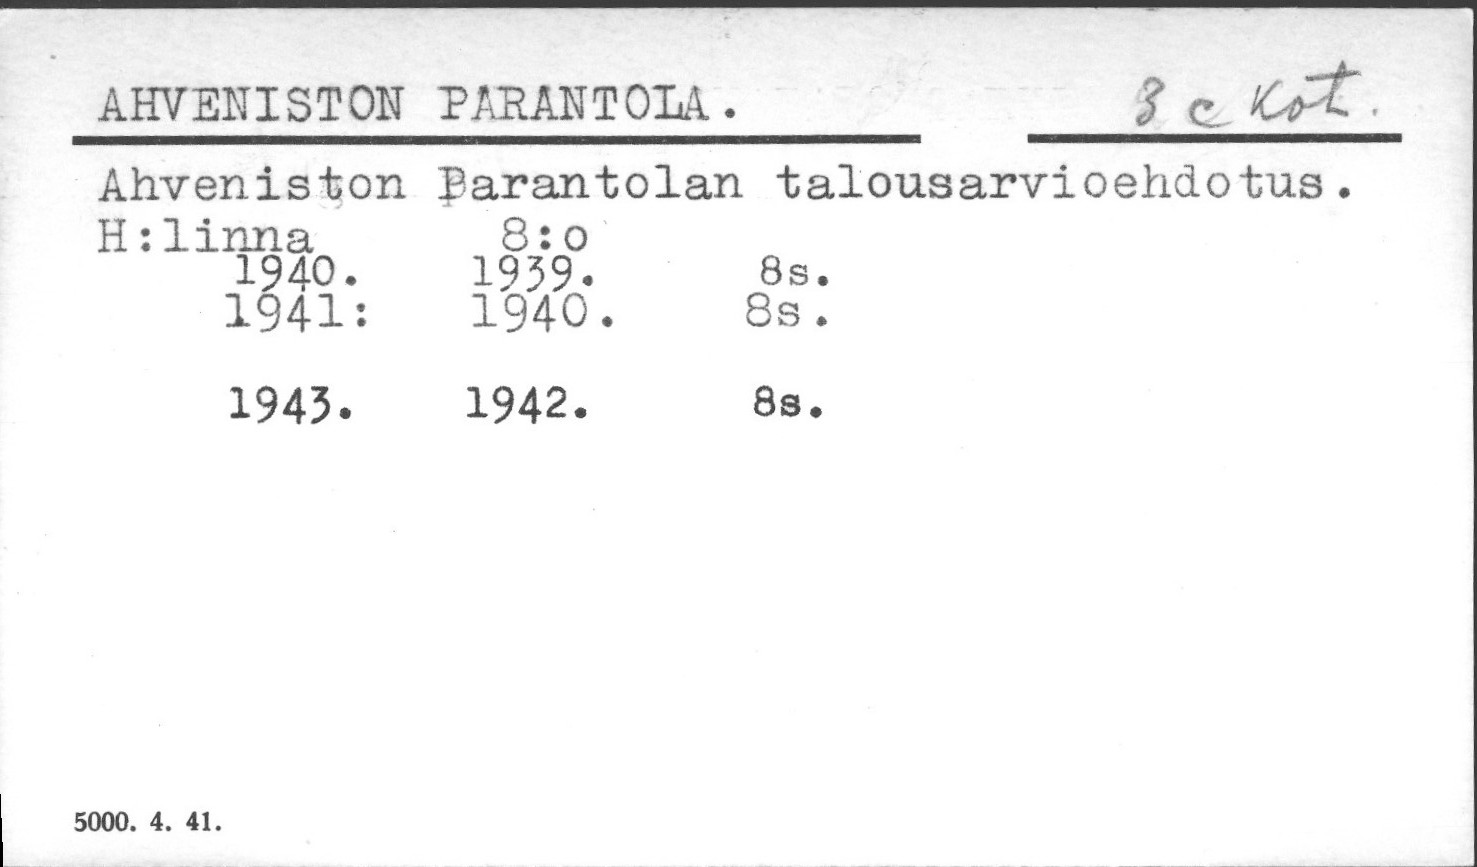 AHVENISTON PARANTOLA. 3 c Kot.
Ahveniston Parantolan talousarvioehdotus.
H:linna 8:o
1940. 1939. 8s.
1941: 1940. 8s.
1943. 1942. 8s.
5000. 4. 41.